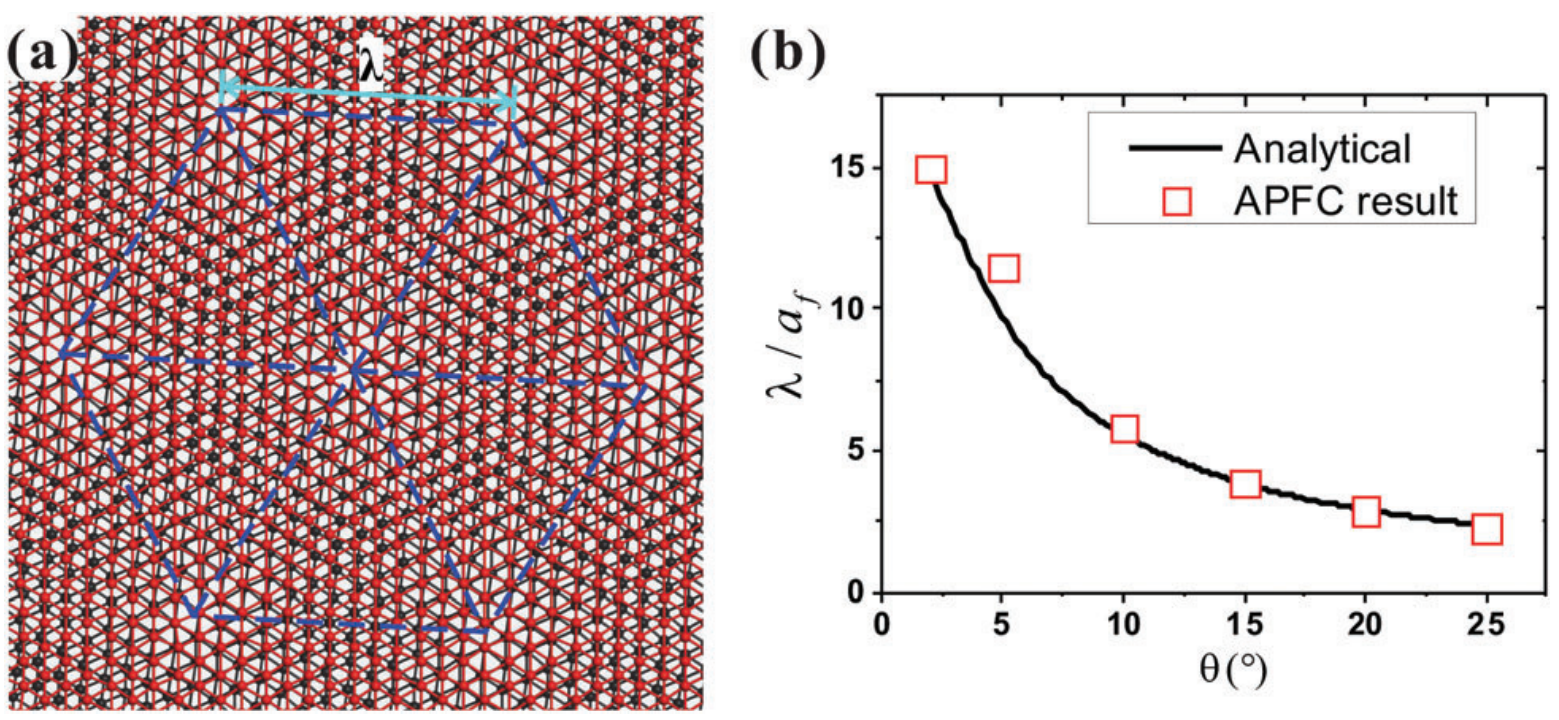 (a)
λ
(b)
Analytical
APFC result
15
10
5
0
λ / a_f
0 5 10 15 20 25
θ (°)